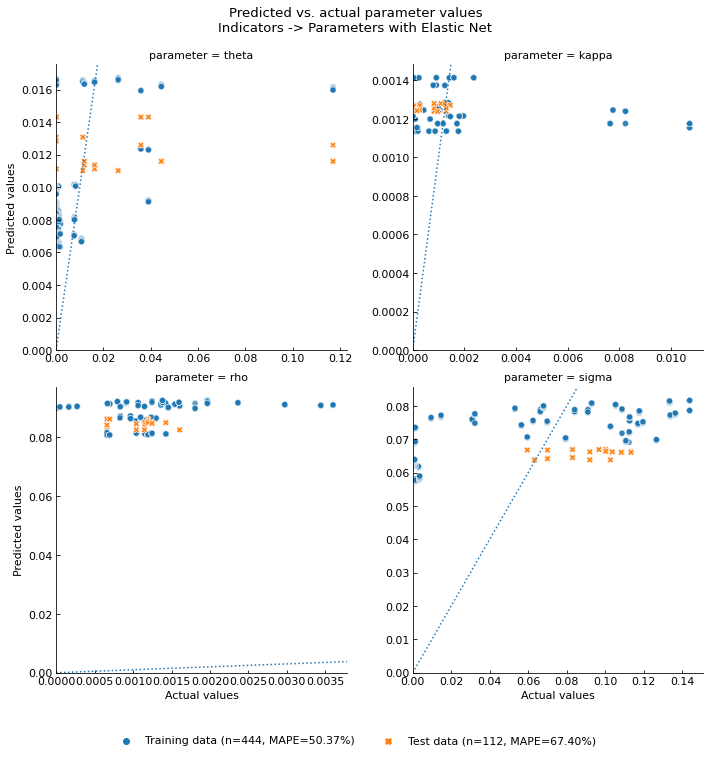 Predicted vs. actual parameter values
Indicators -> Parameters with Elastic Net
parameter = theta
Predicted values
0.016
0.014
0.012
0.010
0.008
0.006
0.004
0.002
0.000
0.00 0.02 0.04 0.06 0.08 0.10 0.12
parameter = kappa
0.0014
0.0012
0.0010
0.0008
0.0006
0.0004
0.0002
0.0000
0.000 0.002 0.004 0.006 0.008 0.010
parameter = rho
Predicted values
0.08
0.06
0.04
0.02
0.00
0.0000 0.0005 0.0010 0.0015 0.0020 0.0025 0.0030 0.0035
Actual values
parameter = sigma
0.08
0.07
0.06
0.05
0.04
0.03
0.02
0.01
0.00
0.00 0.02 0.04 0.06 0.08 0.10 0.12 0.14
Actual values
Training data (n=444, MAPE=50.37%) Test data (n=112, MAPE=67.40%)